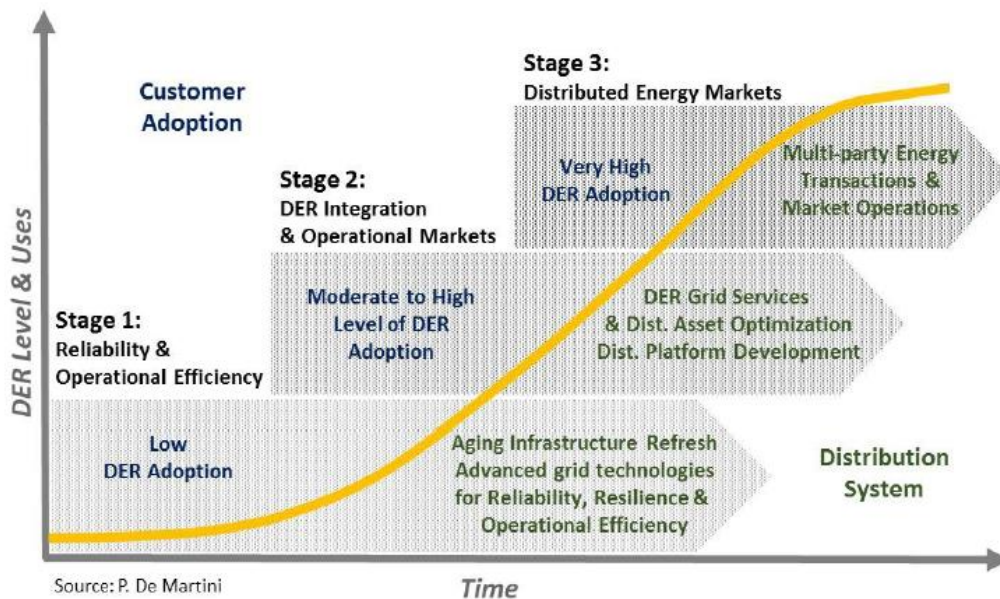 Customer
Adoption
Stage 3:
Distributed Energy Markets
Very High
DER Adoption
Multi-party Energy
Transactions &
Market Operations
Stage 2:
DER Integration
& Operational Markets
Moderate to High
Level of DER
Adoption
DER Grid Services
& Dist. Asset Optimization
Dist. Platform Development
Stage 1:
Reliability &
Operational Efficiency
Low
DER Adoption
Aging Infrastructure Refresh
Advanced grid technologies
for Reliability, Resilience &
Operational Efficiency
Distribution
System
DER Level & Uses
Time
Source: P. De Martini